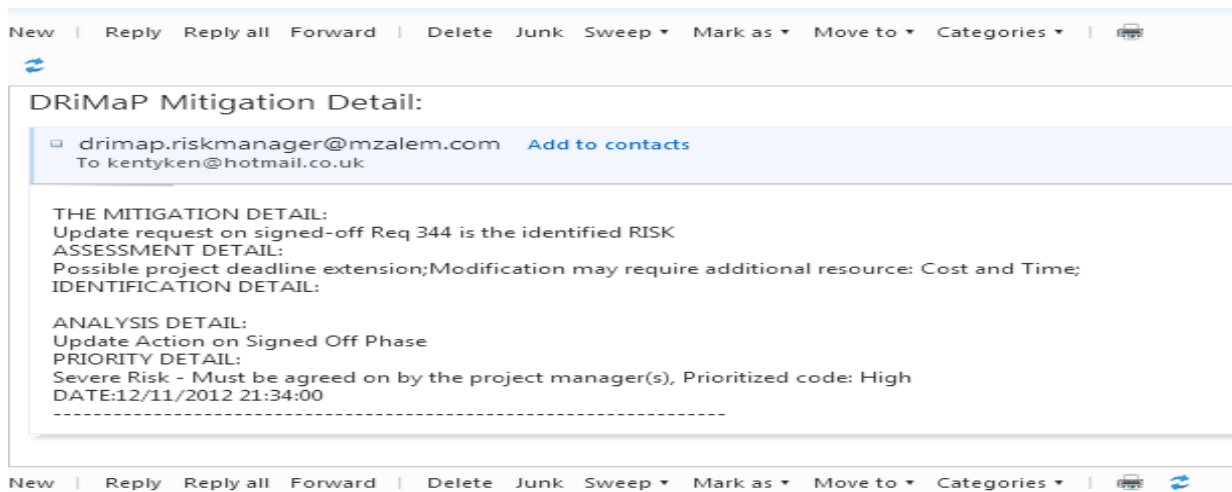 New | Reply Reply all Forward | Delete Junk Sweep Mark as Move to Categories |
DRiMaP Mitigation Detail:
drimap.riskmanager@mzalem.com Add to contacts
To kentyken@hotmail.co.uk
THE MITIGATION DETAIL:
Update request on signed-off Req 344 is the identified RISK
ASSESSMENT DETAIL:
Possible project deadline extension;Modification may require additional resource: Cost and Time;
IDENTIFICATION DETAIL:
ANALYSIS DETAIL:
Update Action on Signed Off Phase
PRIORITY DETAIL:
Severe Risk - Must be agreed on by the project manager(s), Prioritized code: High
DATE:12/11/2012 21:34:00
--------------------------------------------------------------------
New | Reply Reply all Forward | Delete Junk Sweep Mark as Move to Categories |